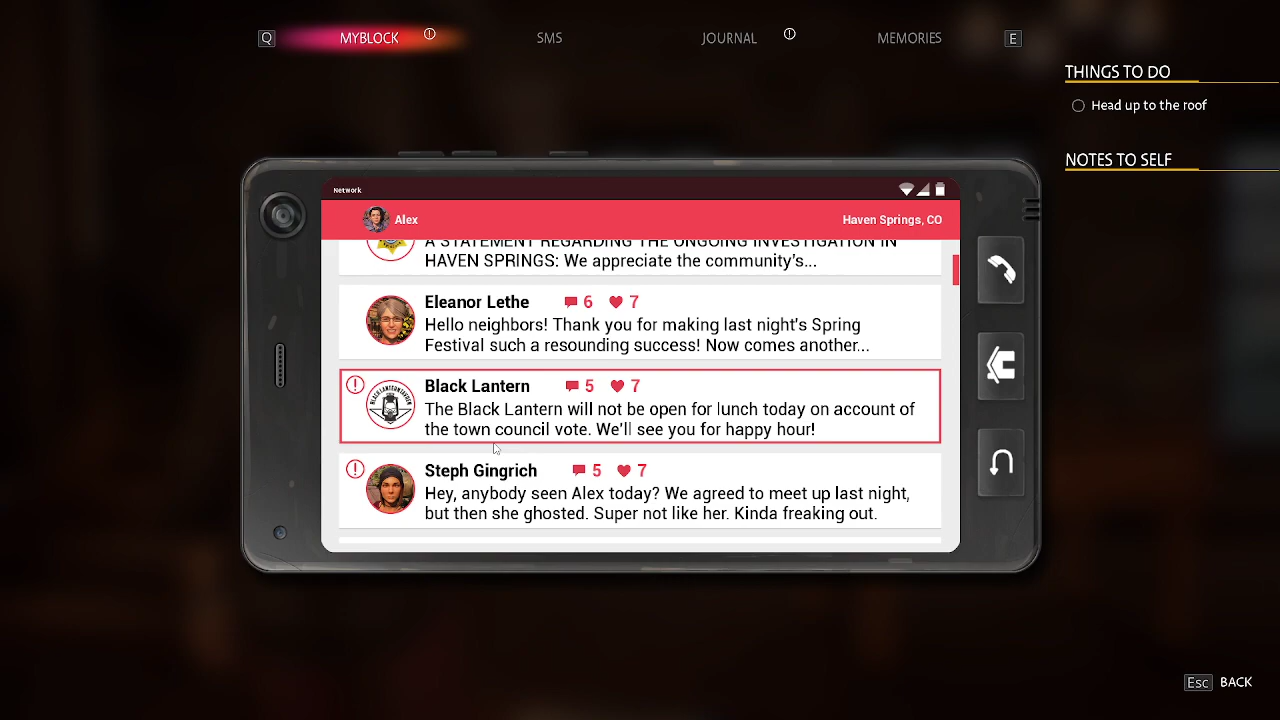 Q MYBLOCK SMS JOURNAL MEMORIES E
THINGS TO DO
Head up to the roof
NOTES TO SELF
Network
Alex Haven Springs, CO
A STATEMENT REGARDING THE ONGOING INVESTIGATION IN
HAVEN SPRINGS: We appreciate the community's...
Eleanor Lethe 6 7
Hello neighbors! Thank you for making last night's Spring
Festival such a resounding success! Now comes another...
Black Lantern 5 7
The Black Lantern will not be open for lunch today on account of
the town council vote. We'll see you for happy hour!
Steph Gingrich 5 7
Hey, anybody seen Alex today? We agreed to meet up last night,
but then she ghosted. Super not like her. Kinda freaking out.
Esc BACK